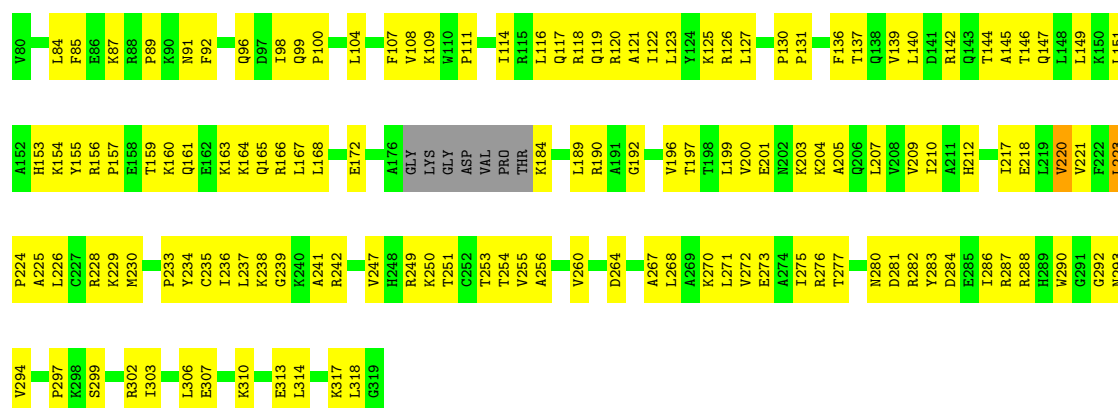 V80 L84 F85 E86 K87 R88 P89 K90 N91 F92 Q96 D97 I98 Q99 P100 L104 F107 V108 K109 W110 P111 I114 R115 L116 Q117 R118 Q119 R120 A121 I122 L123 Y124 K125 R126 L127 P130 P131 F136 T137 Q138 V139 L140 D141 R142 Q143 T144 A145 T146 Q147 L148 L149 K150 L151
A152 H153 K154 Y155 R156 P157 E158 T159 K160 Q161 E162 K163 K164 Q165 R166 L167 L168 E172 A176 GLY LYS GLY ASP VAL PRO THR K184 L189 R190 A191 G192 V196 T197 T198 L199 V200 E201 N202 K203 K204 A205 Q206 L207 V208 V209 I210 A211 H212 I217 E218 L219 V220 V221 F222 L223
P224 A225 L226 C227 R228 K229 M230 P233 Y234 C235 I236 L237 K238 G239 K240 A241 R242 V247 H248 R249 K250 T251 C252 T253 T254 V255 A256 V260 D264 A267 L268 A269 K270 L271 V272 E273 A274 I275 R276 T277 N280 D281 R282 Y283 D284 E285 I286 R287 R288 H289 W290 G291 G292 N293
V294 P297 K298 S299 R302 I303 L306 E307 K310 E313 L314 K317 L318 G319